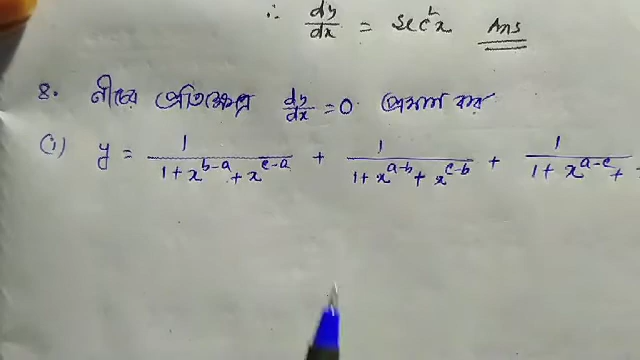 ∴ dy/dx = sec²x Ans
8. নীচের প্রতিক্ষেত্রে dy/dx = 0 প্রমাণ কর
(i) y = 1/(1 + x^(b-a) + x^(c-a)) + 1/(1 + x^(a-b) + x^(c-b)) + 1/(1 + x^(a-c) +